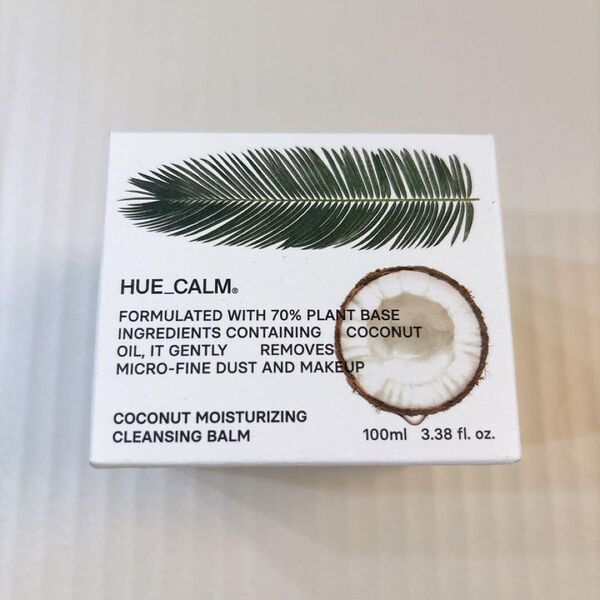 HUE_CALM®
FORMULATED WITH 70% PLANT BASE
INGREDIENTS CONTAINING COCONUT
OIL, IT GENTLY REMOVES
MICRO-FINE DUST AND MAKEUP
COCONUT MOISTURIZING
CLEANSING BALM
100ml 3.38 fl. oz.